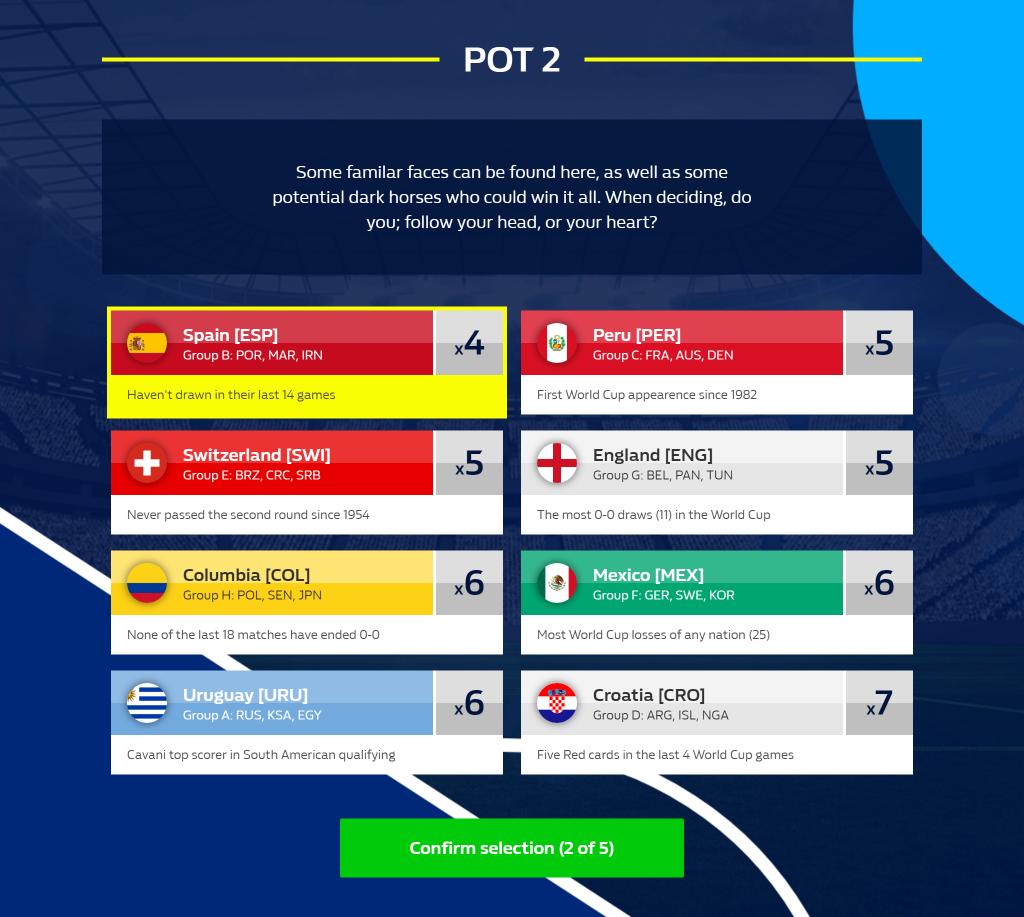 POT 2
Some familar faces can be found here, as well as some
potential dark horses who could win it all. When deciding, do
you; follow your head, or your heart?
Spain [ESP]
Group B: POR, MAR, IRN
x4
Haven't drawn in their last 14 games
Peru [PER]
Group C: FRA, AUS, DEN
x5
First World Cup appearence since 1982
Switzerland [SWI]
Group E: BRZ, CRC, SRB
x5
Never passed the second round since 1954
England [ENG]
Group G: BEL, PAN, TUN
x5
The most 0-0 draws (11) in the World Cup
Columbia [COL]
Group H: POL, SEN, JPN
x6
None of the last 18 matches have ended 0-0
Mexico [MEX]
Group F: GER, SWE, KOR
x6
Most World Cup losses of any nation (25)
Uruguay [URU]
Group A: RUS, KSA, EGY
x6
Cavani top scorer in South American qualifying
Croatia [CRO]
Group D: ARG, ISL, NGA
x7
Five Red cards in the last 4 World Cup games
Confirm selection (2 of 5)